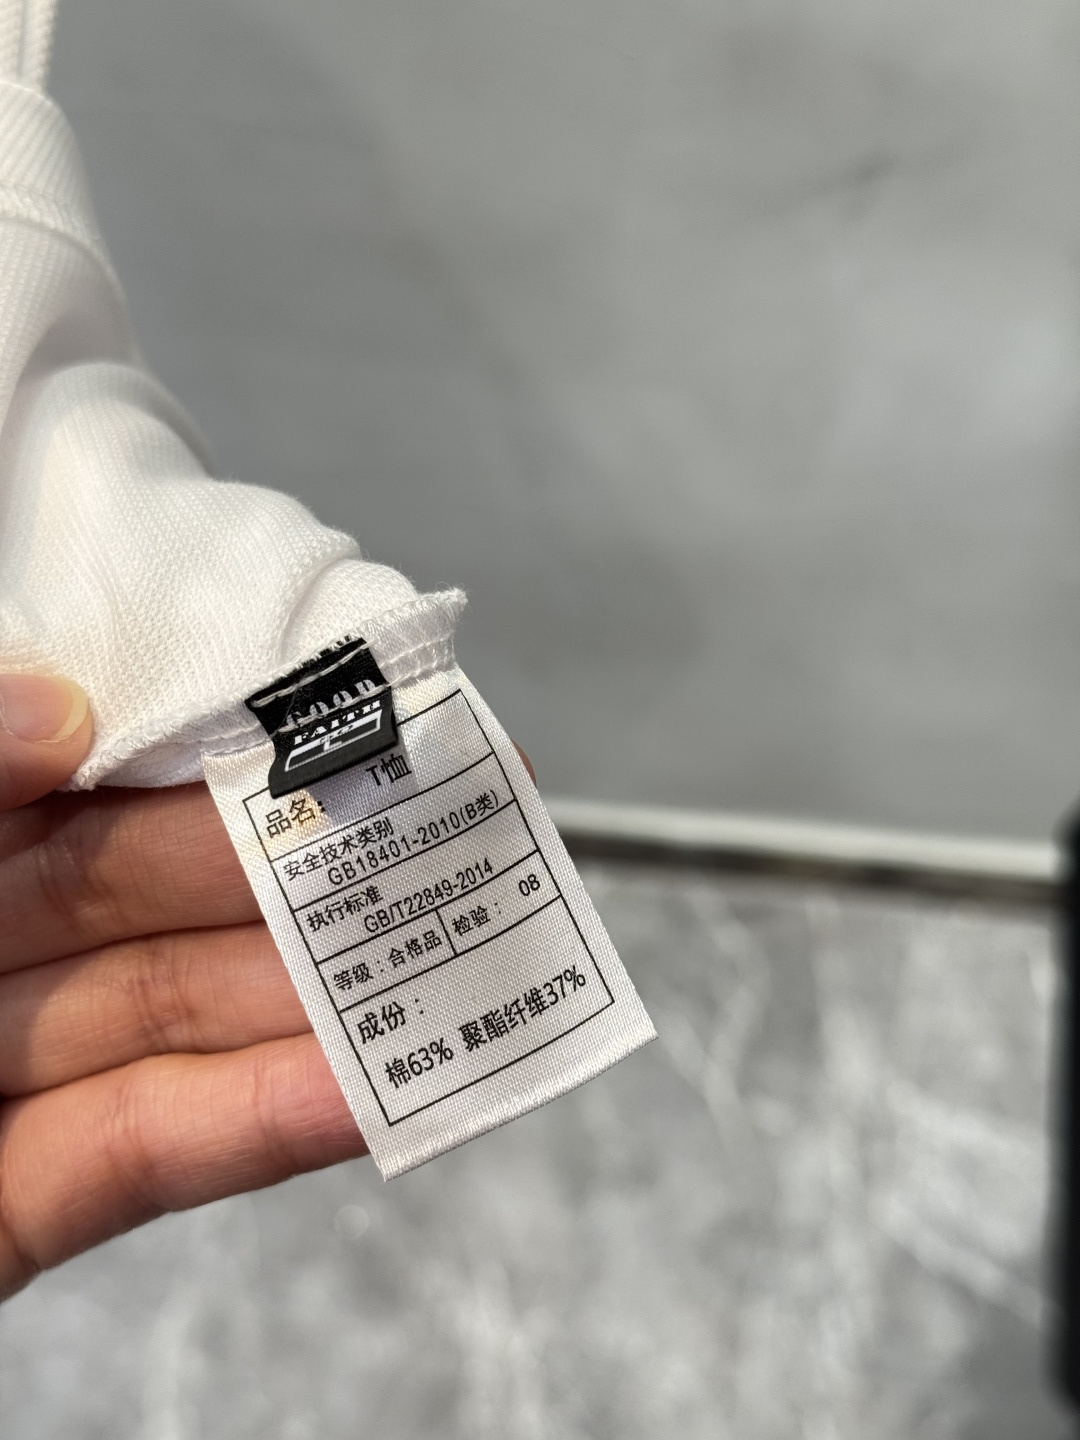 GOOD
FAITH
品名： T恤
安全技术类别
GB18401-2010(B类)
执行标准
GB/T22849-2014
等级：合格品 检验： 08
成份：
棉63% 聚酯纤维37%